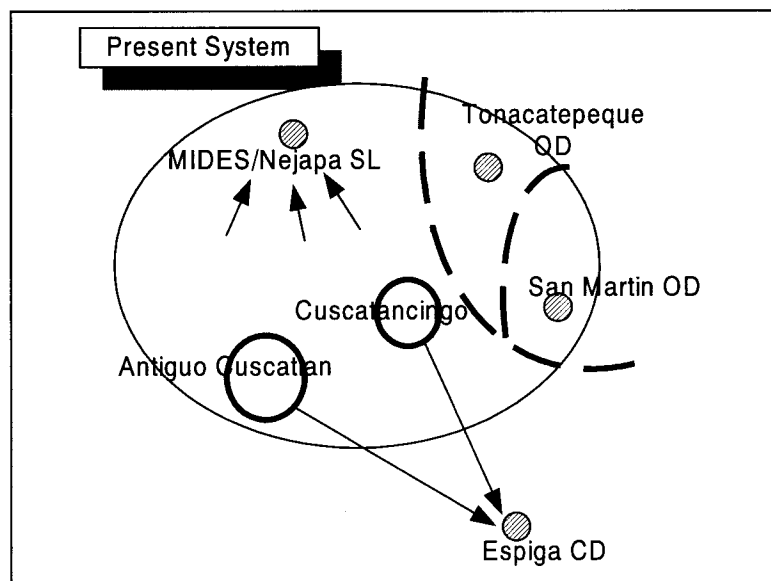 Present System
Tonacatepeque
OD
MIDES/Nejapa SL
San Martin OD
Cuscatancingo
Antiguo Cuscatlan
Espiga CD